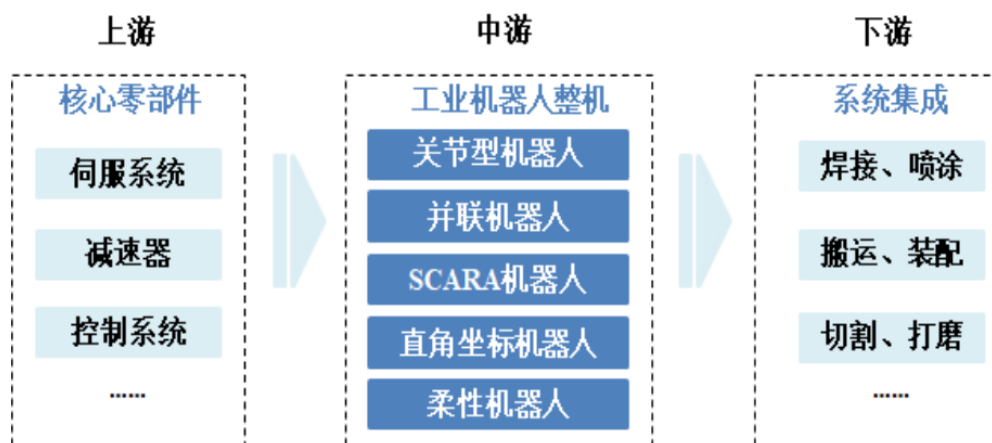 上游
核心零部件
伺服系统
减速器
控制系统
......
中游
工业机器人整机
关节型机器人
并联机器人
SCARA机器人
直角坐标机器人
柔性机器人
下游
系统集成
焊接、喷涂
搬运、装配
切割、打磨
......